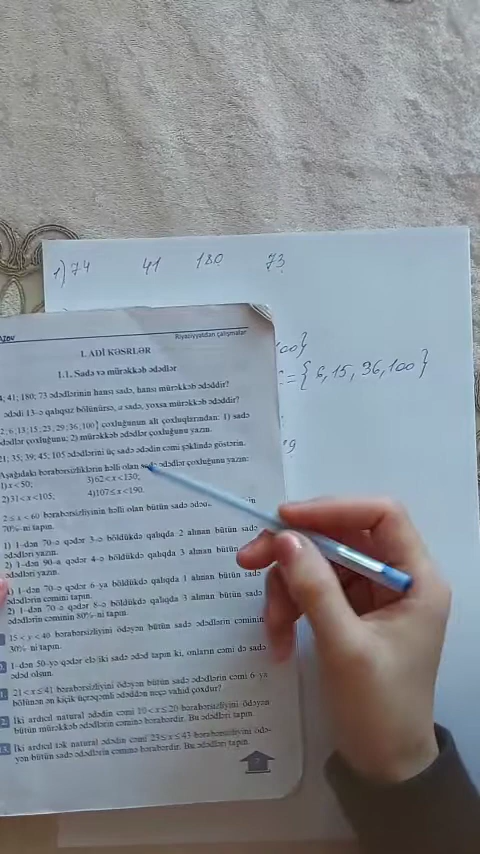 1) 74 41 180 73
100}
= {6, 15, 36, 100}
9
Riyaziyyatdan çalışmalar
I. ADİ KƏSRLƏR
1.1. Sadə və mürəkkəb ədədlər
41; 180; 73 ədədlərinin hansı sadə, hansı mürəkkəb ədəddir?
ədədi 13-ə qalıqsız bölünürsə, a sadə, yoxsa mürəkkəb ədəddir?
2; 6; 13; 15; 23; 29; 36; 100} çoxluğunun alt çoxluqlarından: 1) sadə
ədədlər çoxluğunu; 2) mürəkkəb ədədlər çoxluğunu yazın.
21; 35; 39; 45; 105 ədədlərini üç sadə ədədin cəmi şəklində göstərin.
Aşağıdakı bərabərsizliklərin həlli olan sadə ədədlər çoxluğunu yazın:
1) x < 50; 3) 62 < x < 130;
2) 31 < x < 105; 4) 107 ≤ x < 190.
2 ≤ x < 60 bərabərsizliyinin həlli olan bütün sadə
70%-ni tapın.
1) 1-dən 70-ə qədər 3-ə böldükdə qalıqda 2 alınan bütün sadə
ədədləri yazın.
2) 1-dən 90-a qədər 4-ə böldükdə qalıqda 3 alınan bütün
ədədləri yazın.
1) 1-dən 70-ə qədər 6-ya böldükdə qalıqda 1 alınan bütün sadə
ədədlərin cəmini tapın.
2) 1-dən 70-ə qədər 8-ə böldükdə qalıqda 3 alınan bütün sadə
ədədlərin cəminin 80%-ni tapın.
15 < y < 40 bərabərsizliyini ödəyən bütün sadə ədədlərin cəminin
30%-ni tapın.
1-dən 50-yə qədər elə iki sadə ədəd tapın ki, onların cəmi də sadə
ədəd olsun.
21 < x ≤ 41 bərabərsizliyini ödəyən bütün sadə ədədlərin cəmi 6-ya
bölünən ən kiçik üçrəqəmli ədəddən neçə vahid çoxdur?
2. İki ardıcıl natural ədədin cəmi 10 < x ≤ 20 bərabərsizliyini ödəyən
bütün mürəkkəb ədədlərin cəminə bərabərdir. Bu ədədləri tapın.
13. İki ardıcıl tək natural ədədin cəmi 23 ≤ x ≤ 43 bərabərsizliyini ödə-
yən bütün sadə ədədlərin cəminə bərabərdir. Bu ədədləri tapın.
7